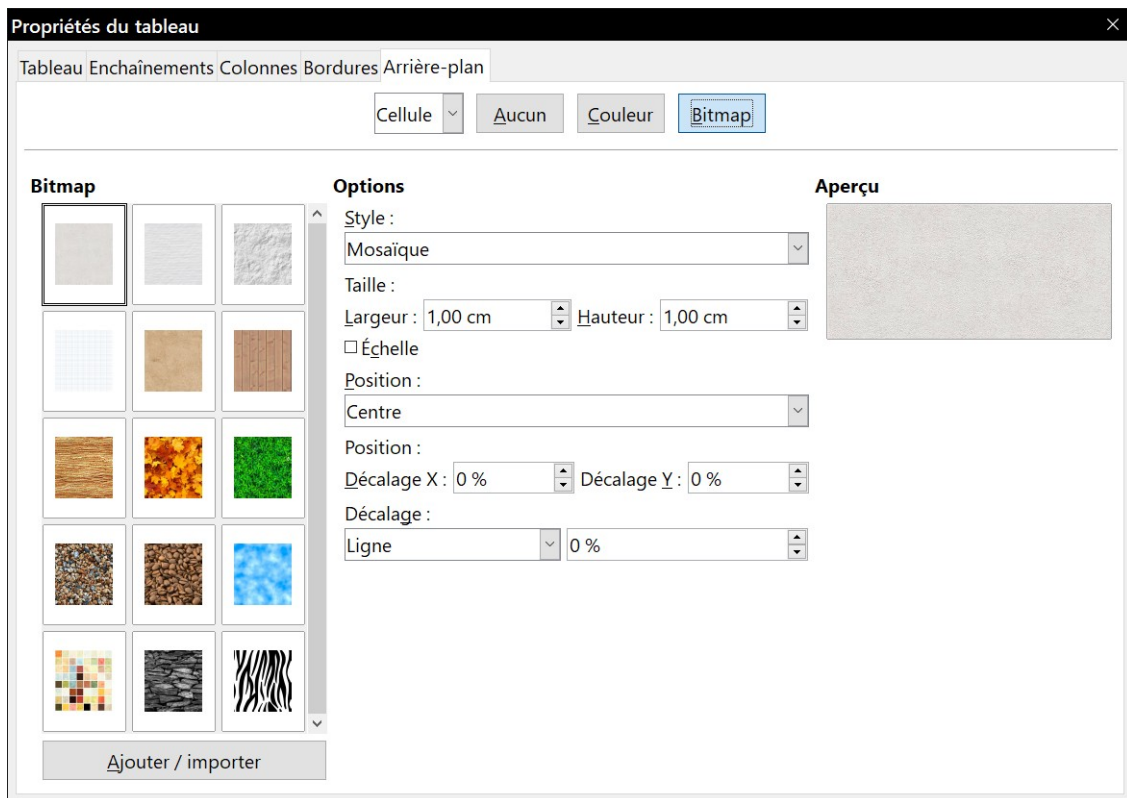 Propriétés du tableau
Tableau Enchaînements Colonnes Bordures Arrière-plan
Cellule Aucun Couleur Bitmap
Bitmap
Ajouter / importer
Options
Style :
Mosaïque
Taille :
Largeur : 1,00 cm Hauteur : 1,00 cm
Échelle
Position :
Centre
Position :
Décalage X : 0 % Décalage Y : 0 %
Décalage :
Ligne 0 %
Aperçu